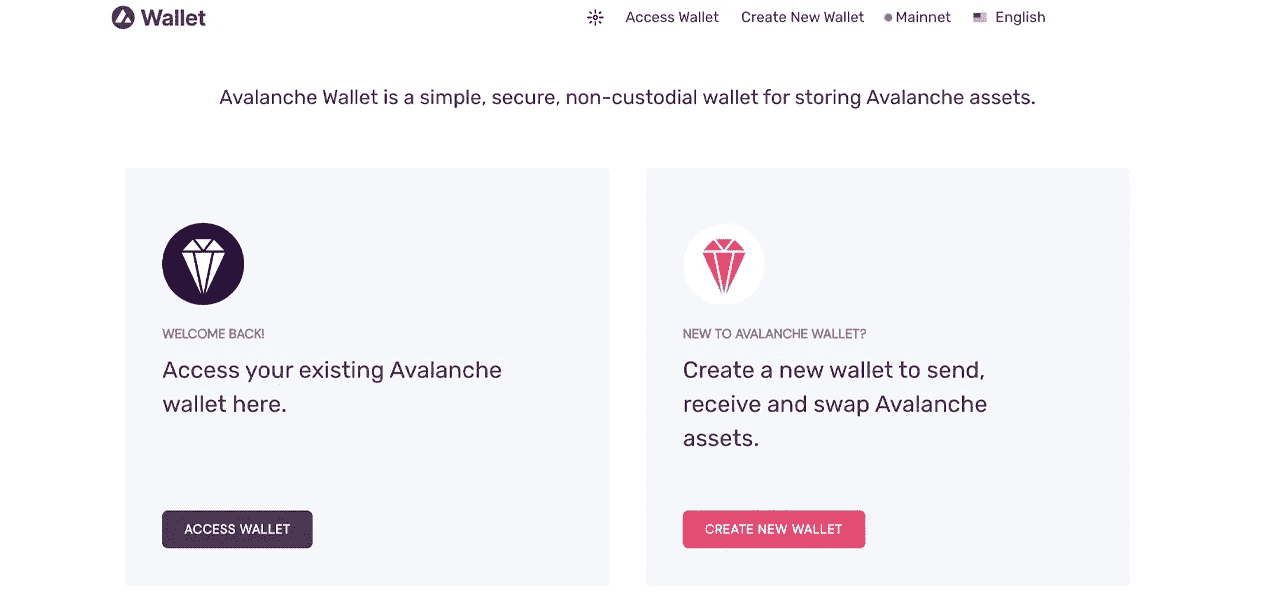 Wallet Access Wallet Create New Wallet Mainnet English
Avalanche Wallet is a simple, secure, non-custodial wallet for storing Avalanche assets.
WELCOME BACK!
Access your existing Avalanche
wallet here.
ACCESS WALLET
NEW TO AVALANCHE WALLET?
Create a new wallet to send,
receive and swap Avalanche
assets.
CREATE NEW WALLET